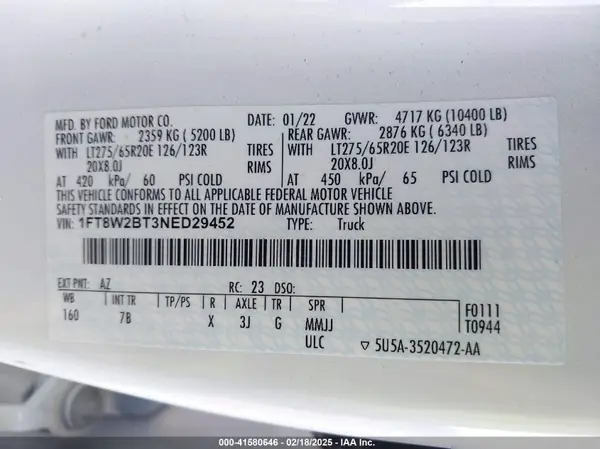 MFD. BY FORD MOTOR CO. DATE: 01/22 GVWR: 4717 KG (10400 LB)
FRONT GAWR: 2359 KG (5200 LB) REAR GAWR: 2876 KG (6340 LB)
WITH LT275/65R20E 126/123R TIRES WITH LT275/65R20E 126/123R TIRES
20X8.0J RIMS 20X8.0J RIMS
AT 420 kPa/ 60 PSI COLD AT 450 kPa/ 65 PSI COLD
THIS VEHICLE CONFORMS TO ALL APPLICABLE FEDERAL MOTOR VEHICLE
SAFETY STANDARDS IN EFFECT ON THE DATE OF MANUFACTURE SHOWN ABOVE.
VIN: 1FT8W2BT3NED29452 TYPE: Truck
EXT PNT: AZ RC: 23 DSO:
WB INT TR TP/PS R AXLE TR SPR
160 7B X 3J G MMJJ
ULC
F0111
T0944
▽ 5U5A-3520472-AA
000-41580646 - 02/18/2025 - IAA Inc.